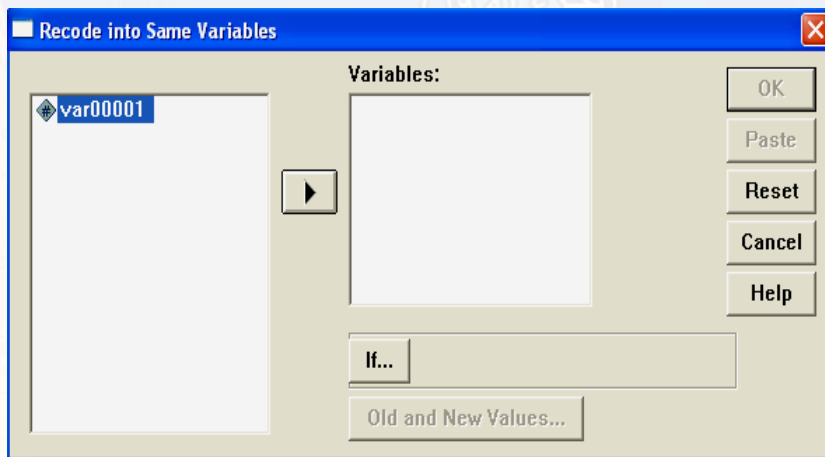 Recode into Same Variables
var00001
Variables:
OK
Paste
Reset
Cancel
Help
If...
Old and New Values...